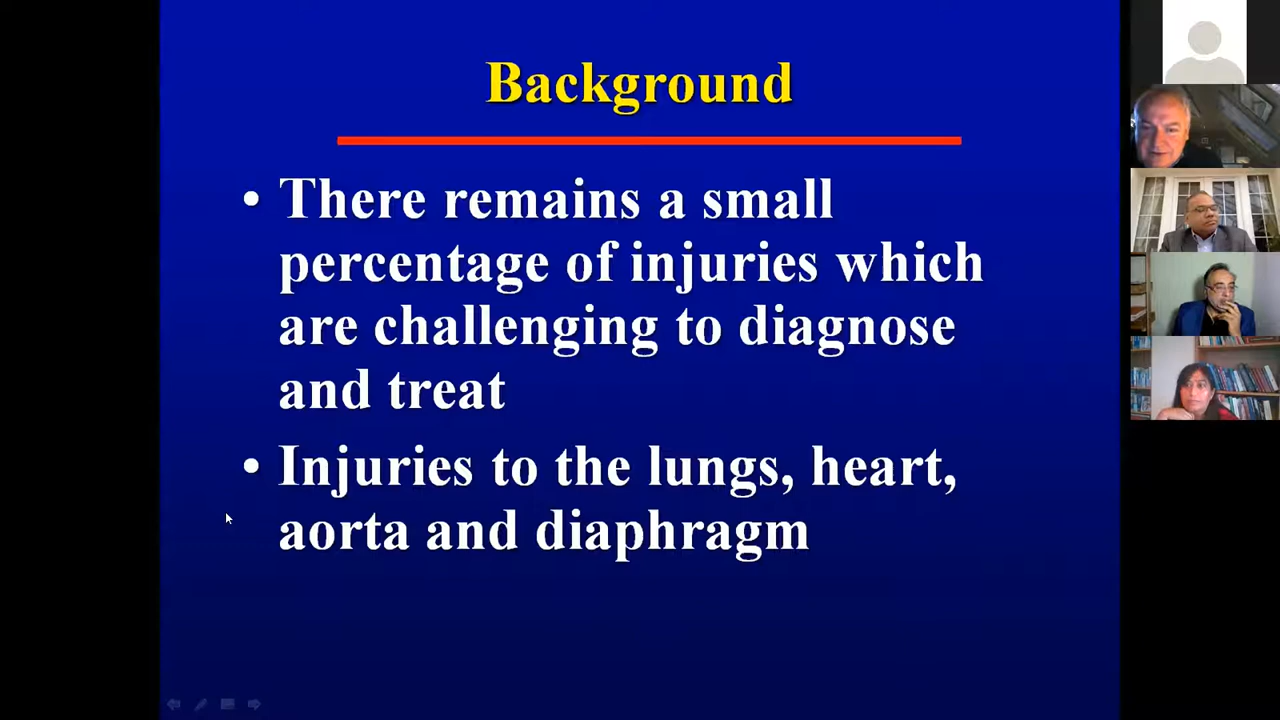 Background
• There remains a small
percentage of injuries which
are challenging to diagnose
and treat
• Injuries to the lungs, heart,
aorta and diaphragm